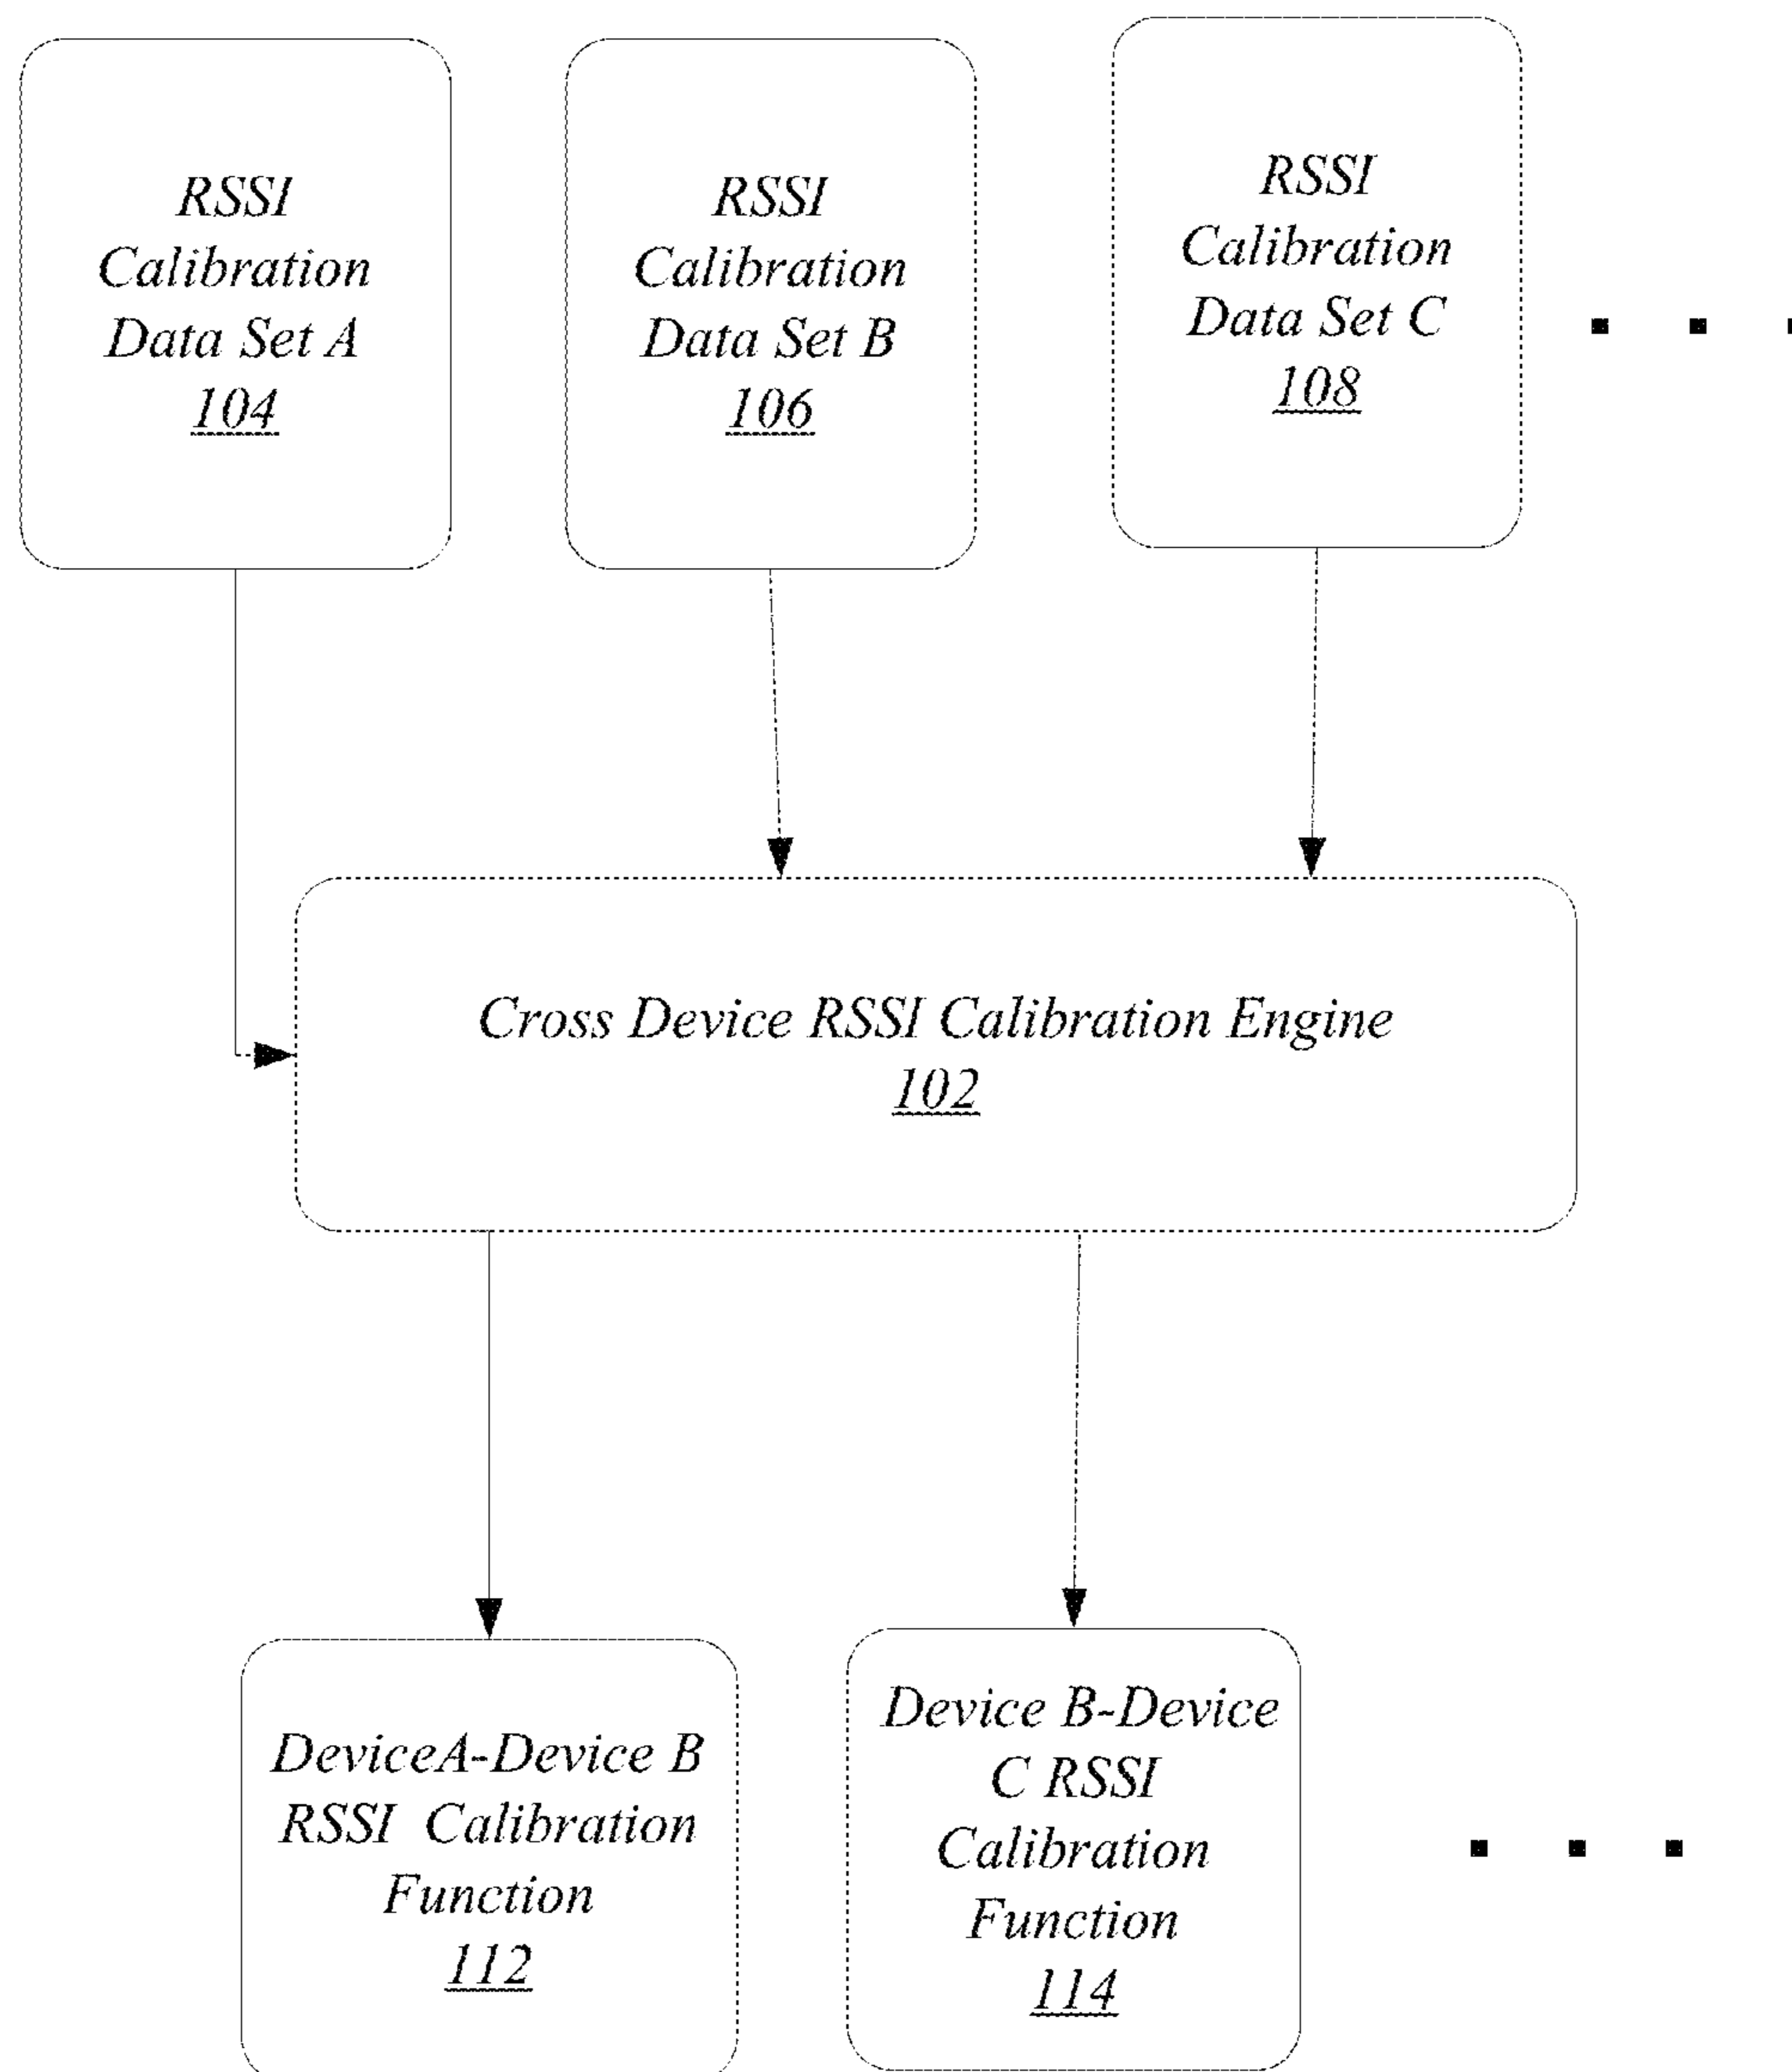 RSSI
Calibration
Data Set A
104
RSSI
Calibration
Data Set B
106
RSSI
Calibration
Data Set C
108
Cross Device RSSI Calibration Engine
102
DeviceA-Device B
RSSI Calibration
Function
112
Device B-Device
C RSSI
Calibration
Function
114